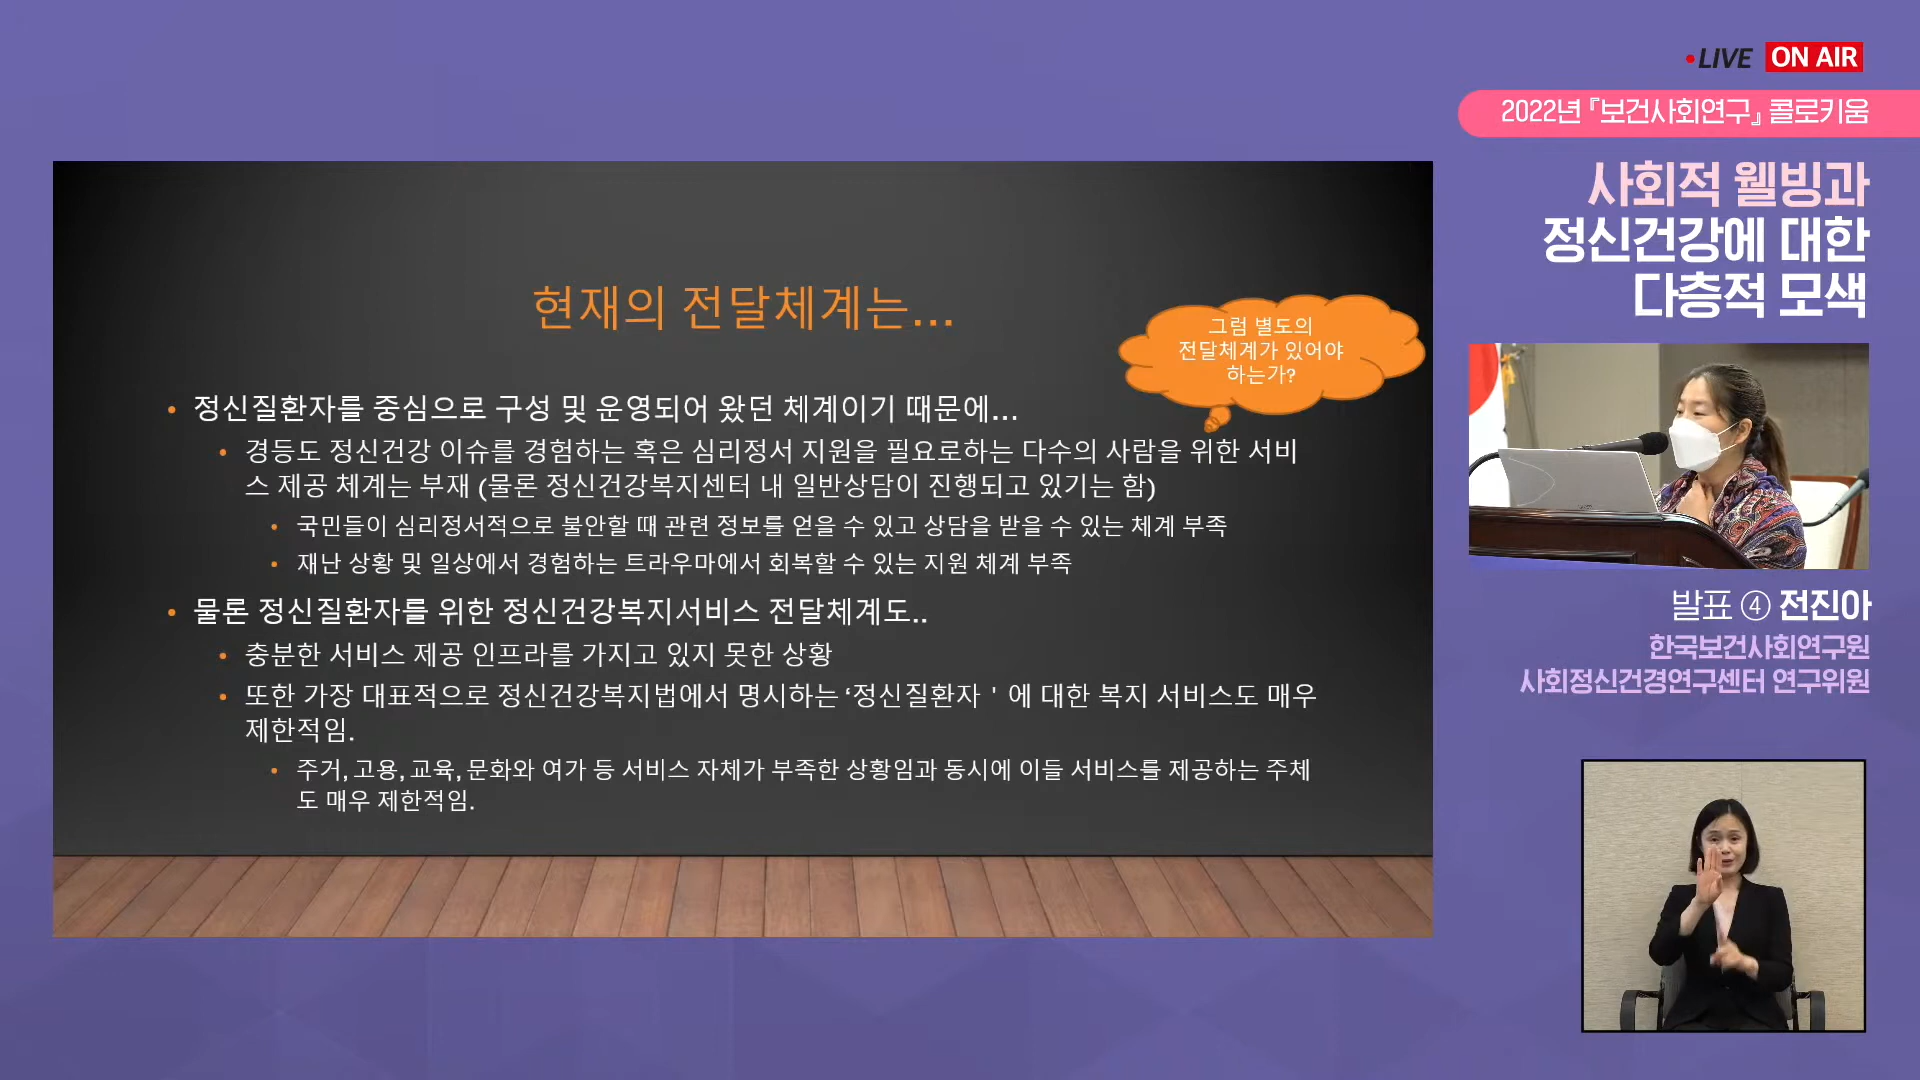 •LIVE ON AIR
2022년 『보건사회연구』 콜로키움
사회적 웰빙과
정신건강에 대한
다층적 모색
현재의 전달체계는…
그럼 별도의
전달체계가 있어야
하는가?
• 정신질환자를 중심으로 구성 및 운영되어 왔던 체계이기 때문에…
• 경등도 정신건강 이슈를 경험하는 혹은 심리정서 지원을 필요로하는 다수의 사람을 위한 서비
스 제공 체계는 부재 (물론 정신건강복지센터 내 일반상담이 진행되고 있기는 함)
• 국민들이 심리정서적으로 불안할 때 관련 정보를 얻을 수 있고 상담을 받을 수 있는 체계 부족
• 재난 상황 및 일상에서 경험하는 트라우마에서 회복할 수 있는 지원 체계 부족
• 물론 정신질환자를 위한 정신건강복지서비스 전달체계도..
• 충분한 서비스 제공 인프라를 가지고 있지 못한 상황
• 또한 가장 대표적으로 정신건강복지법에서 명시하는 ‘정신질환자 ' 에 대한 복지 서비스도 매우
제한적임.
• 주거, 고용, 교육, 문화와 여가 등 서비스 자체가 부족한 상황임과 동시에 이들 서비스를 제공하는 주체
도 매우 제한적임.
발표 ④ 전진아
한국보건사회연구원
사회정신건경연구센터 연구위원